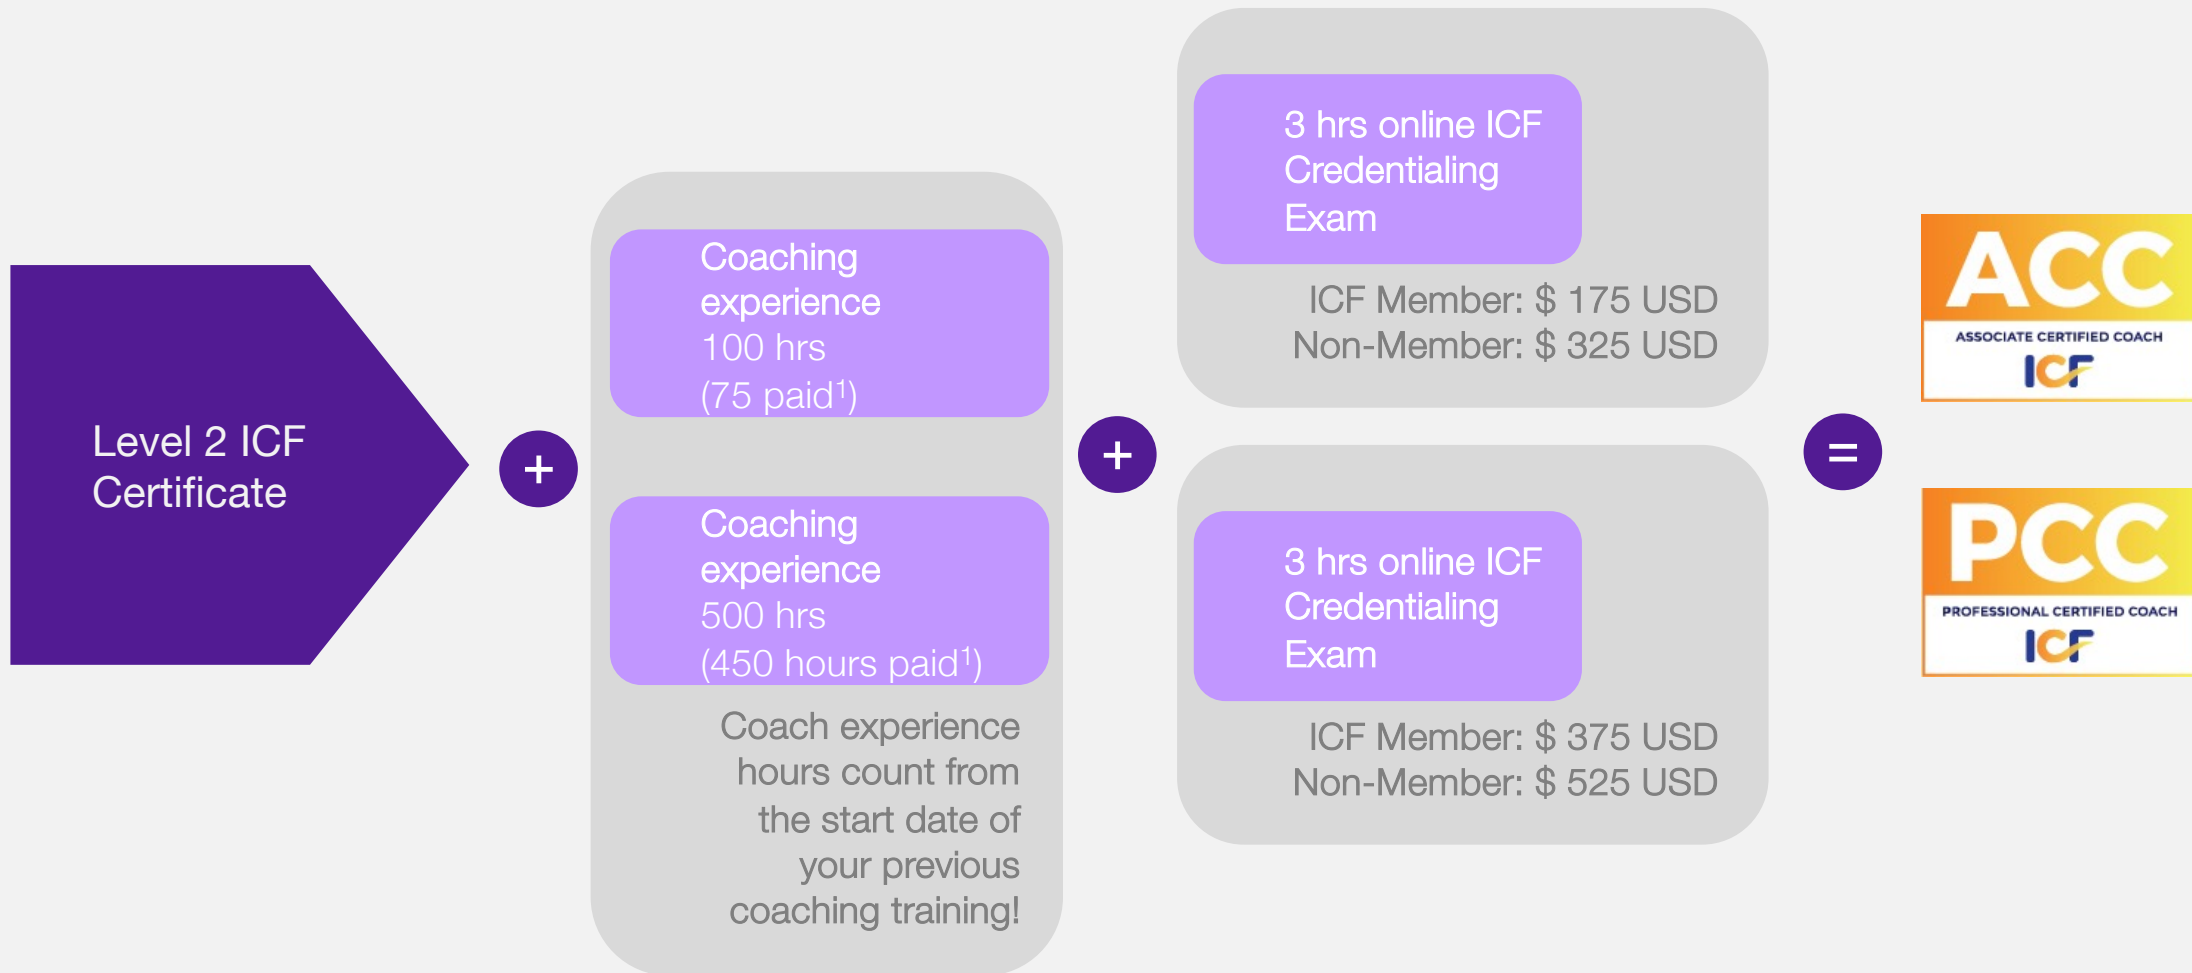 Level 2 ICF
Certificate
+
Coaching
experience
100 hrs
(75 paid¹)
Coaching
experience
500 hrs
(450 hours paid¹)
Coach experience
hours count from
the start date of
your previous
coaching training!
+
3 hrs online ICF
Credentialing
Exam
ICF Member: $ 175 USD
Non-Member: $ 325 USD
3 hrs online ICF
Credentialing
Exam
ICF Member: $ 375 USD
Non-Member: $ 525 USD
=
ACC
ASSOCIATE CERTIFIED COACH
ICF
PCC
PROFESSIONAL CERTIFIED COACH
ICF